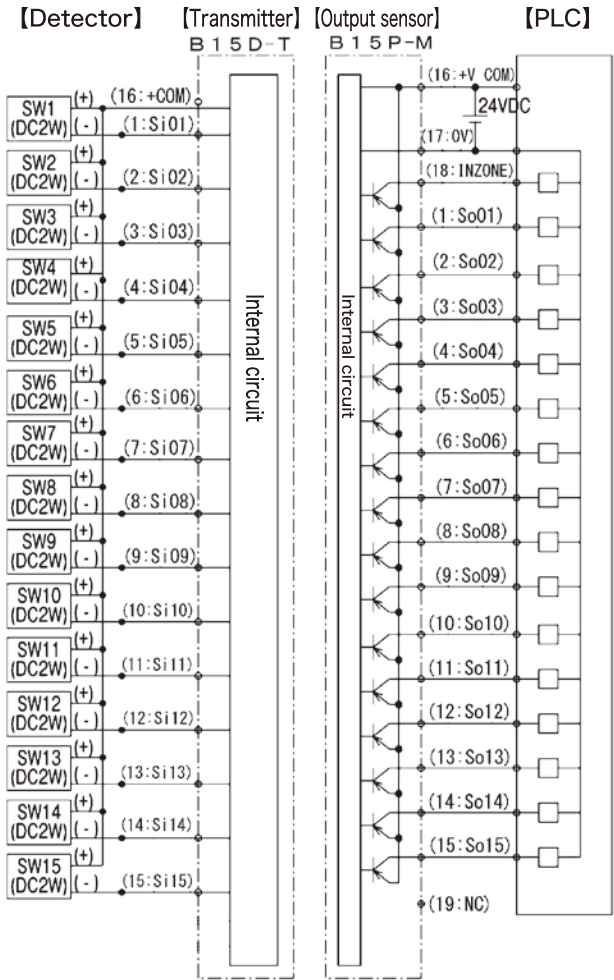 【Detector】 【Transmitter】 【Output sensor】 【PLC】
B15D-T B15P-M
(16:+COM)
SW1 (+)
(DC2W) (-) (1:Si01)
SW2 (+)
(DC2W) (-) (2:Si02)
SW3 (+)
(DC2W) (-) (3:Si03)
SW4 (+)
(DC2W) (-) (4:Si04)
SW5 (+)
(DC2W) (-) (5:Si05)
SW6 (+)
(DC2W) (-) (6:Si06)
SW7 (+)
(DC2W) (-) (7:Si07)
SW8 (+)
(DC2W) (-) (8:Si08)
SW9 (+)
(DC2W) (-) (9:Si09)
SW10 (+)
(DC2W) (-) (10:Si10)
SW11 (+)
(DC2W) (-) (11:Si11)
SW12 (+)
(DC2W) (-) (12:Si12)
SW13 (+)
(DC2W) (-) (13:Si13)
SW14 (+)
(DC2W) (-) (14:Si14)
SW15 (+)
(DC2W) (-) (15:Si15)
Internal circuit
Internal circuit
(16:+V COM)
24VDC
(17:0V)
(18:INZONE)
(1:So01)
(2:So02)
(3:So03)
(4:So04)
(5:So05)
(6:So06)
(7:So07)
(8:So08)
(9:So09)
(10:So10)
(11:So11)
(12:So12)
(13:So13)
(14:So14)
(15:So15)
(19:NC)